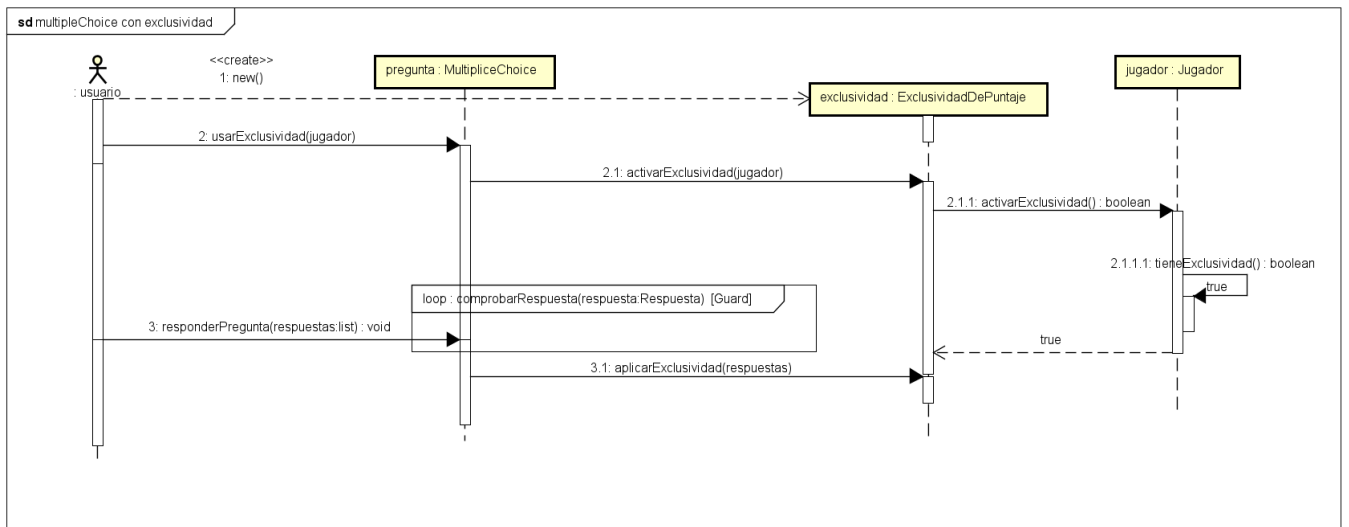 sd multipleChoice con exclusividad
<<create>>
1: new()
: usuario
pregunta : MultipliceChoice
exclusividad : ExclusividadDePuntaje
jugador : Jugador
2: usarExclusividad(jugador)
2.1: activarExclusividad(jugador)
2.1.1: activarExclusividad() : boolean
2.1.1.1: tieneExclusividad() : boolean
true
loop : comprobarRespuesta(respuesta:Respuesta) [Guard]
3: responderPregunta(respuestas:list) : void
true
3.1: aplicarExclusividad(respuestas)